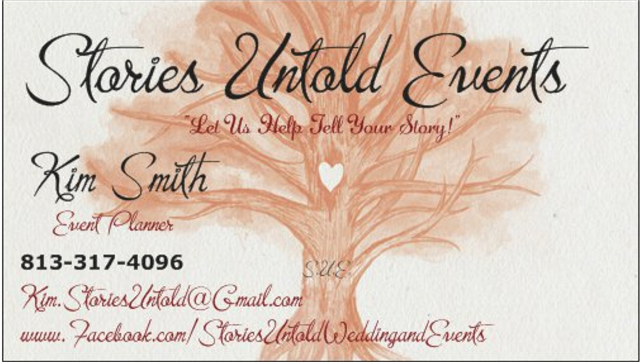 Stories Untold Events
"Let Us Help Tell Your Story!"
Kim Smith
Event Planner
813-317-4096
S.U.E.
Kim.StoriesUntold@Gmail.com
www.Facebook.com/StoriesUntoldWeddingandEvents